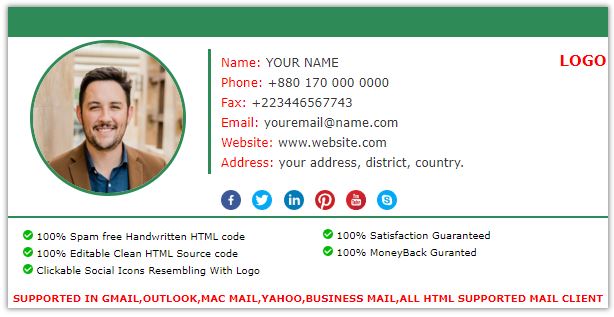 LOGO
Name: YOUR NAME
Phone: +880 170 000 0000
Fax: +223446567743
Email: youremail@name.com
Website: www.website.com
Address: your address, district, country.
100% Spam free Handwritten HTML code
100% Editable Clean HTML Source code
Clickable Social Icons Resembling With Logo
100% Satisfaction Guaranteed
100% MoneyBack Guranted
SUPPORTED IN GMAIL,OUTLOOK,MAC MAIL,YAHOO,BUSINESS MAIL,ALL HTML SUPPORTED MAIL CLIENT